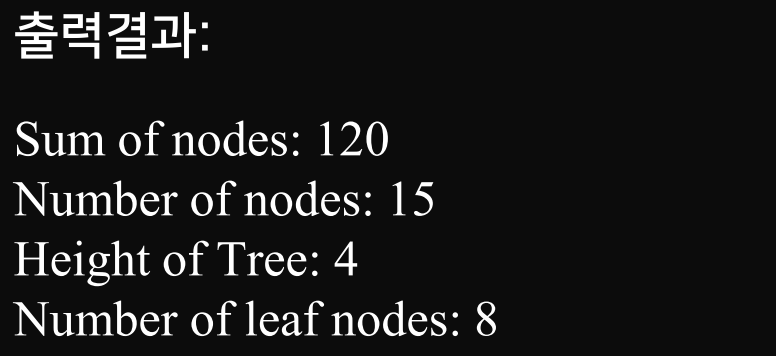 출력결과:
Sum of nodes: 120
Number of nodes: 15
Height of Tree: 4
Number of leaf nodes: 8